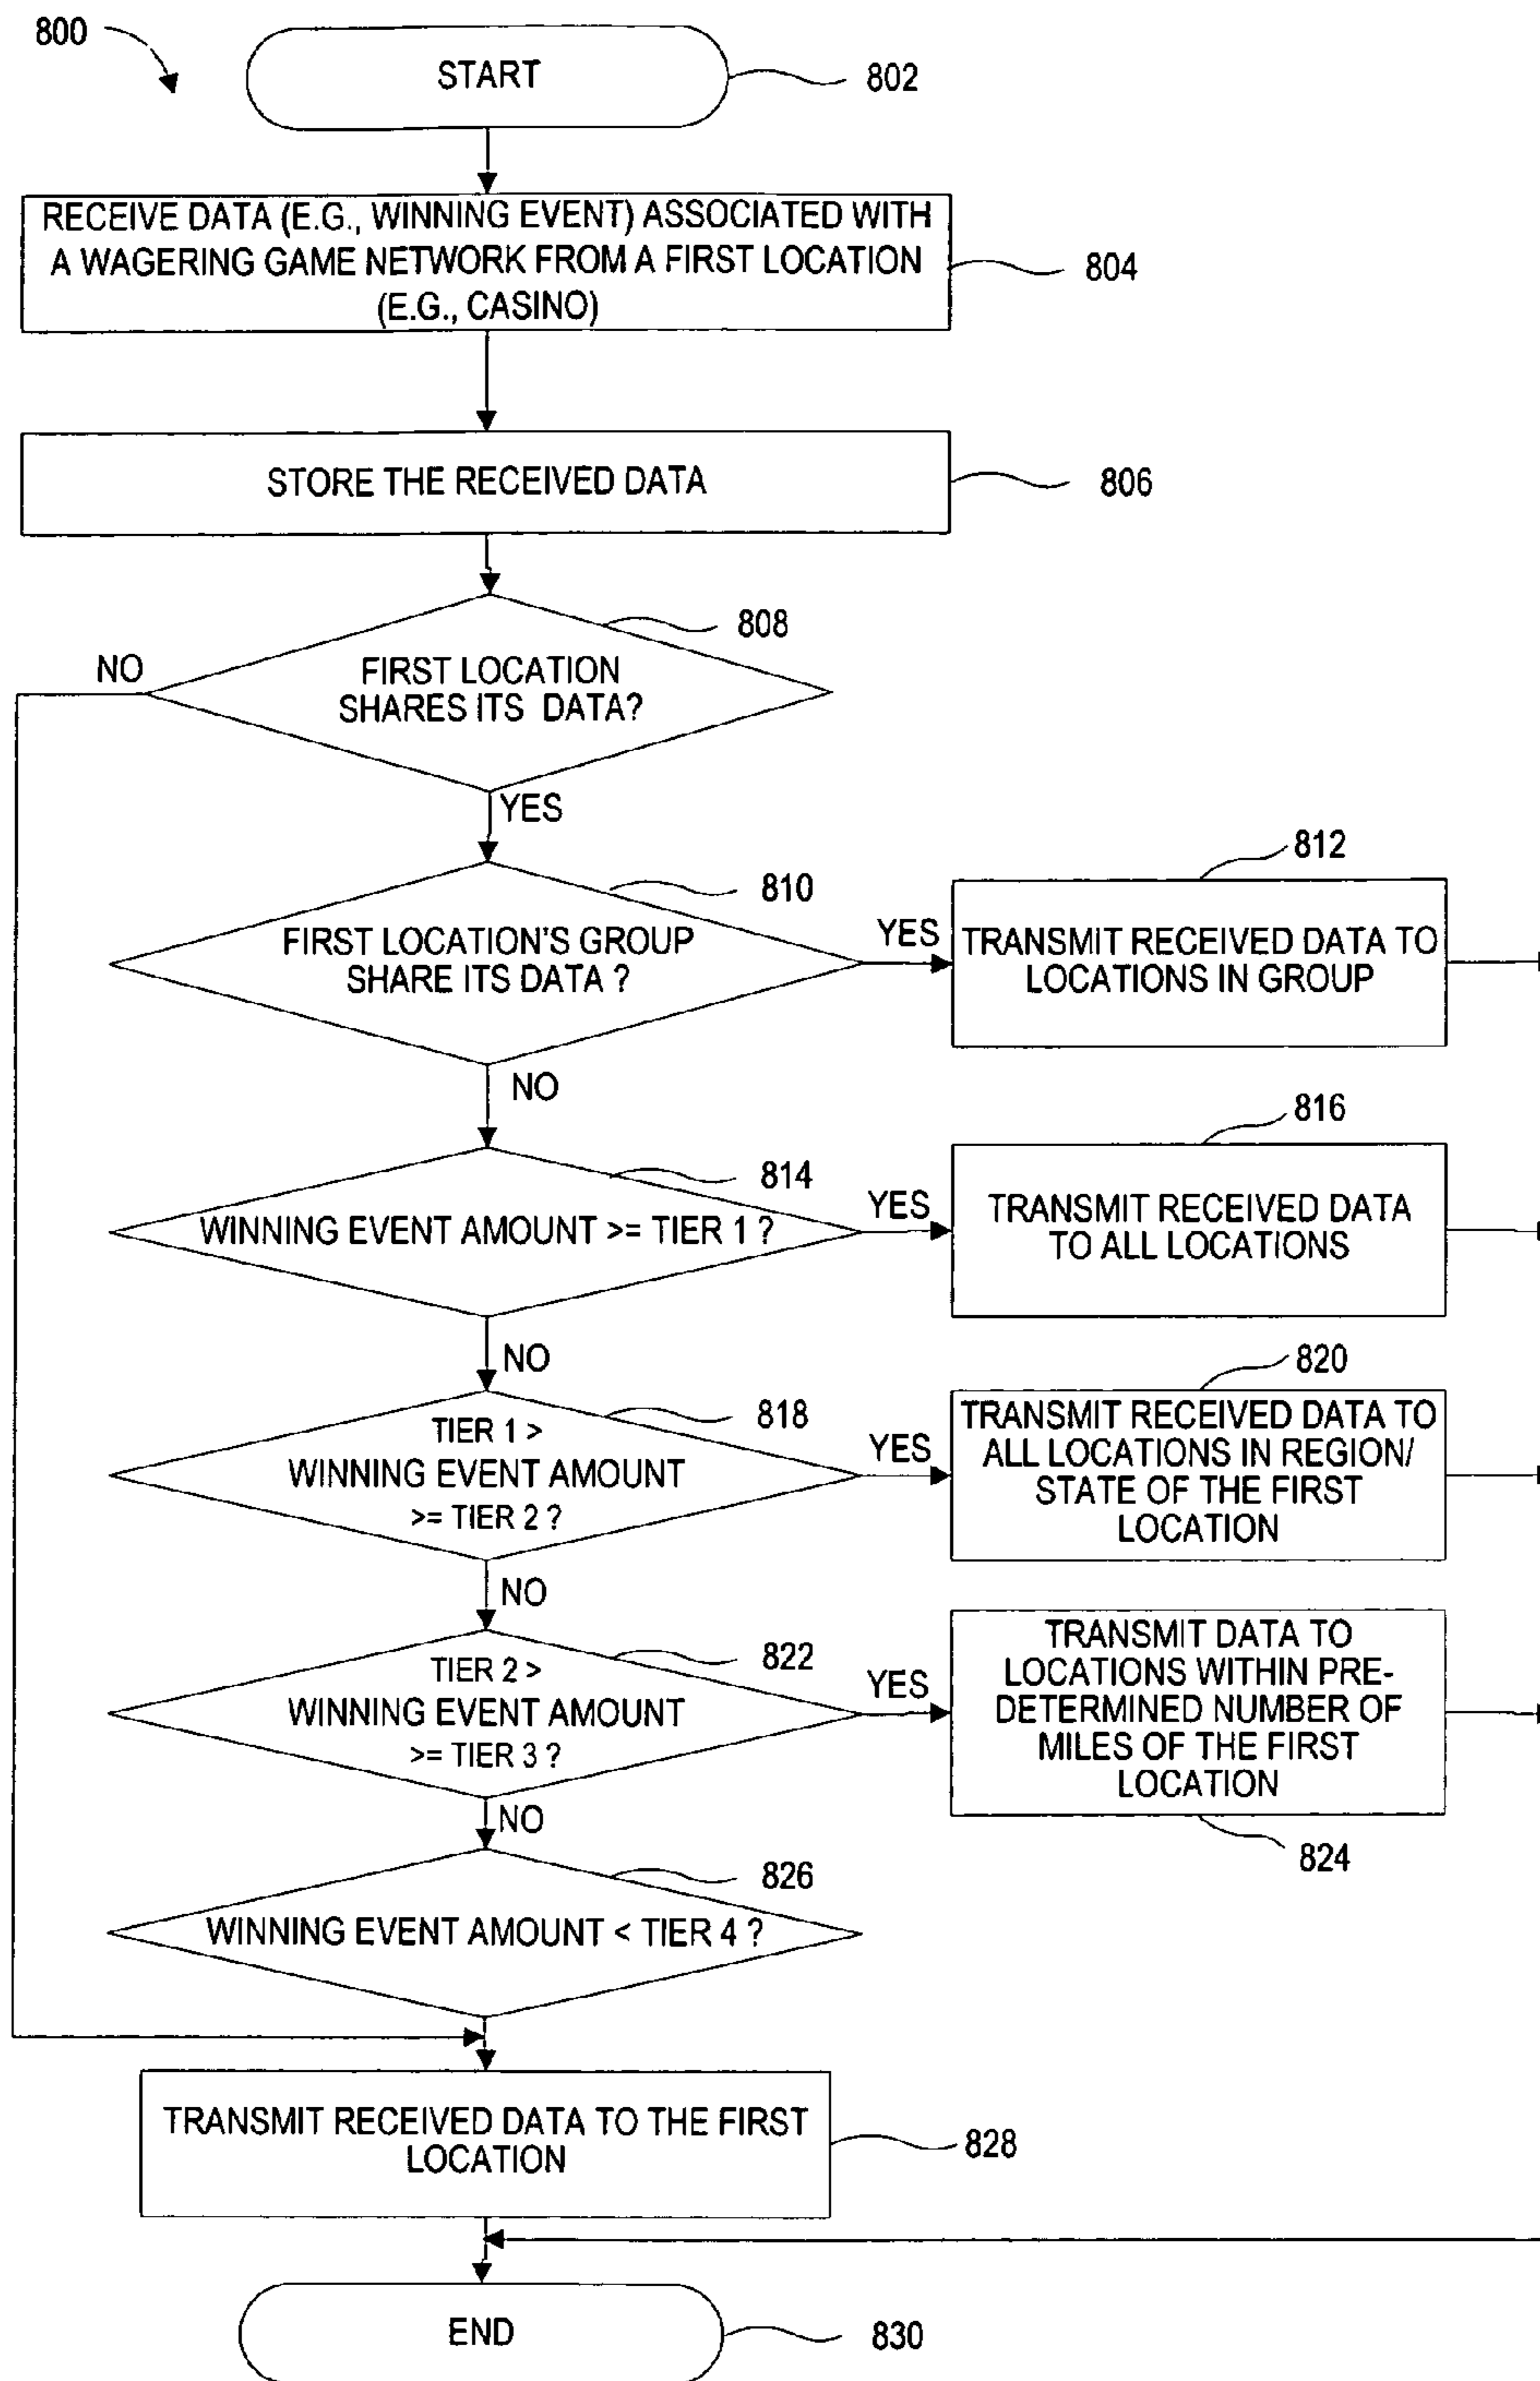 800
START
802
RECEIVE DATA (E.G., WINNING EVENT) ASSOCIATED WITH
A WAGERING GAME NETWORK FROM A FIRST LOCATION
(E.G., CASINO)
804
STORE THE RECEIVED DATA
806
808
NO
FIRST LOCATION
SHARES ITS DATA?
YES
810
812
FIRST LOCATION'S GROUP
SHARE ITS DATA ?
YES
TRANSMIT RECEIVED DATA TO
LOCATIONS IN GROUP
NO
814
816
WINNING EVENT AMOUNT >= TIER 1 ?
YES
TRANSMIT RECEIVED DATA
TO ALL LOCATIONS
NO
818
820
TIER 1 >
WINNING EVENT AMOUNT
>= TIER 2 ?
YES
TRANSMIT RECEIVED DATA TO
ALL LOCATIONS IN REGION/
STATE OF THE FIRST
LOCATION
NO
822
TIER 2 >
WINNING EVENT AMOUNT
>= TIER 3 ?
YES
TRANSMIT DATA TO
LOCATIONS WITHIN PRE-
DETERMINED NUMBER OF
MILES OF THE FIRST
LOCATION
824
NO
826
WINNING EVENT AMOUNT < TIER 4 ?
TRANSMIT RECEIVED DATA TO THE FIRST
LOCATION
828
END
830